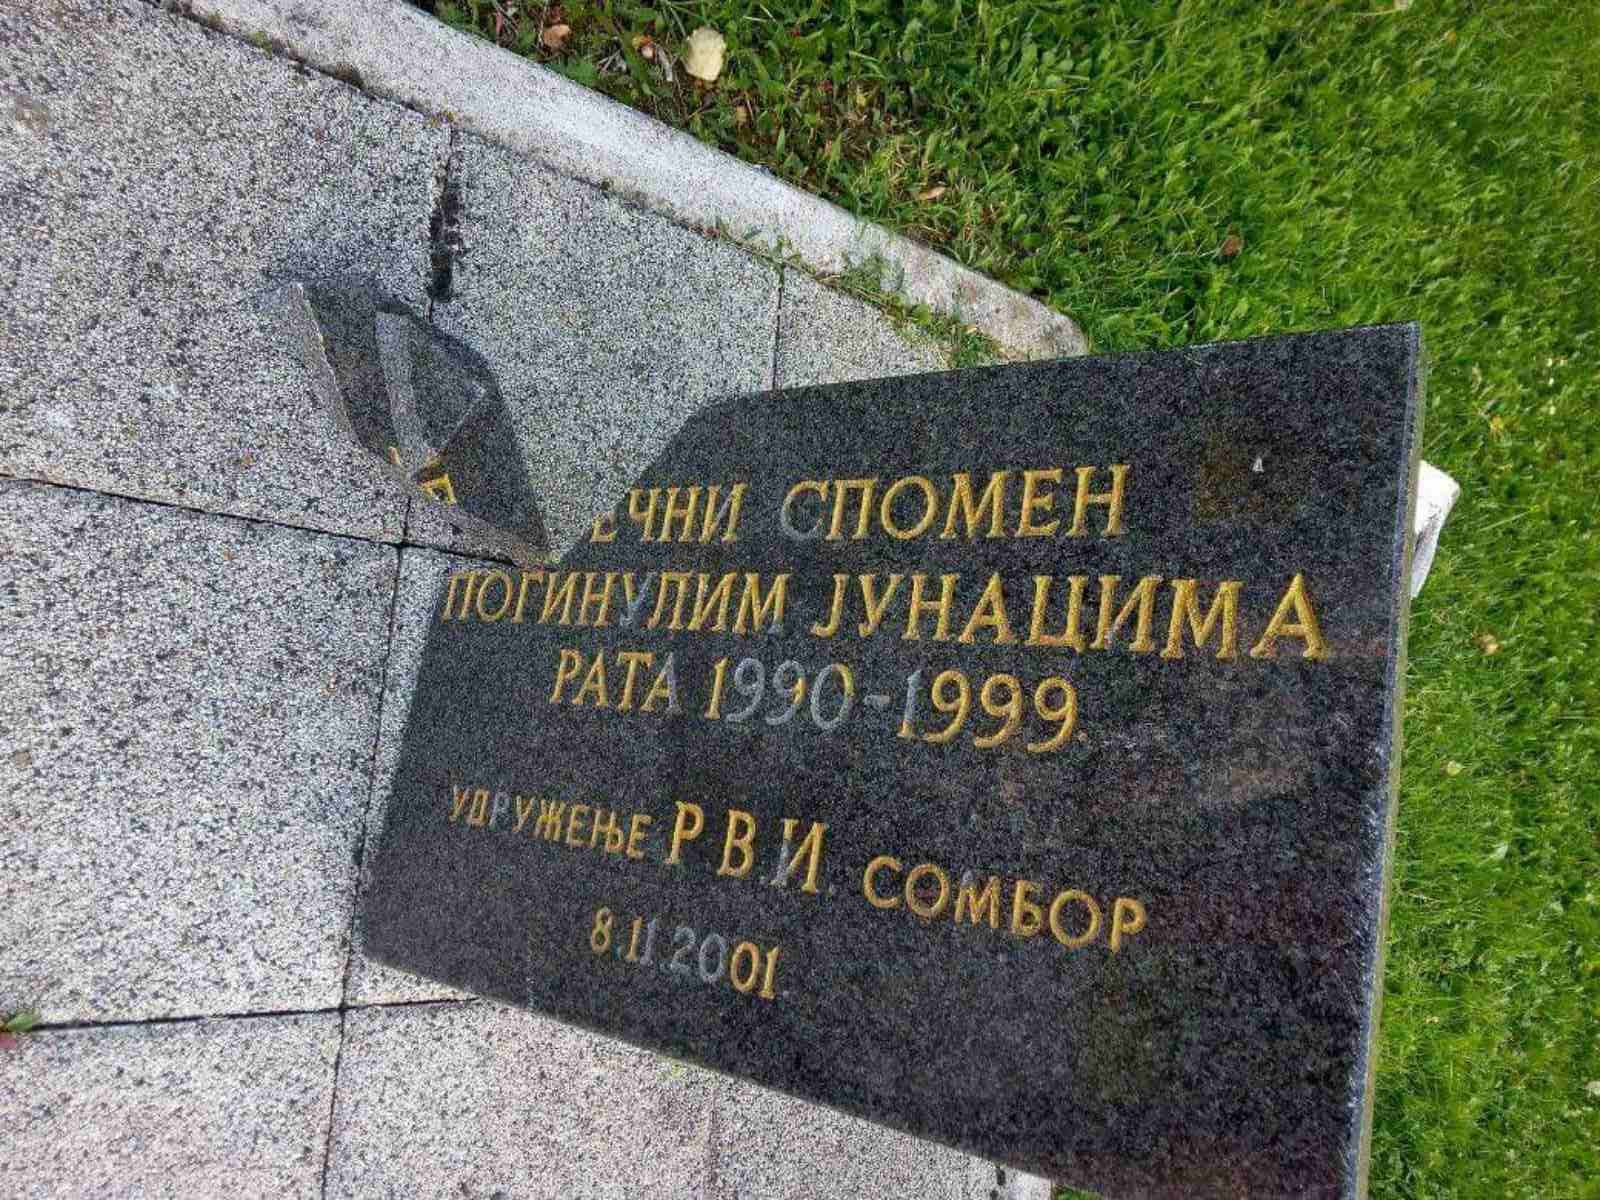 ЕЧНИ СПОМЕН
ПОГИНУЛИМ ЈУНАЦИМА
РАТА 1990-1999.
УДРУЖЕЊЕ Р.В.И. СОМБОР
8.11.2001.